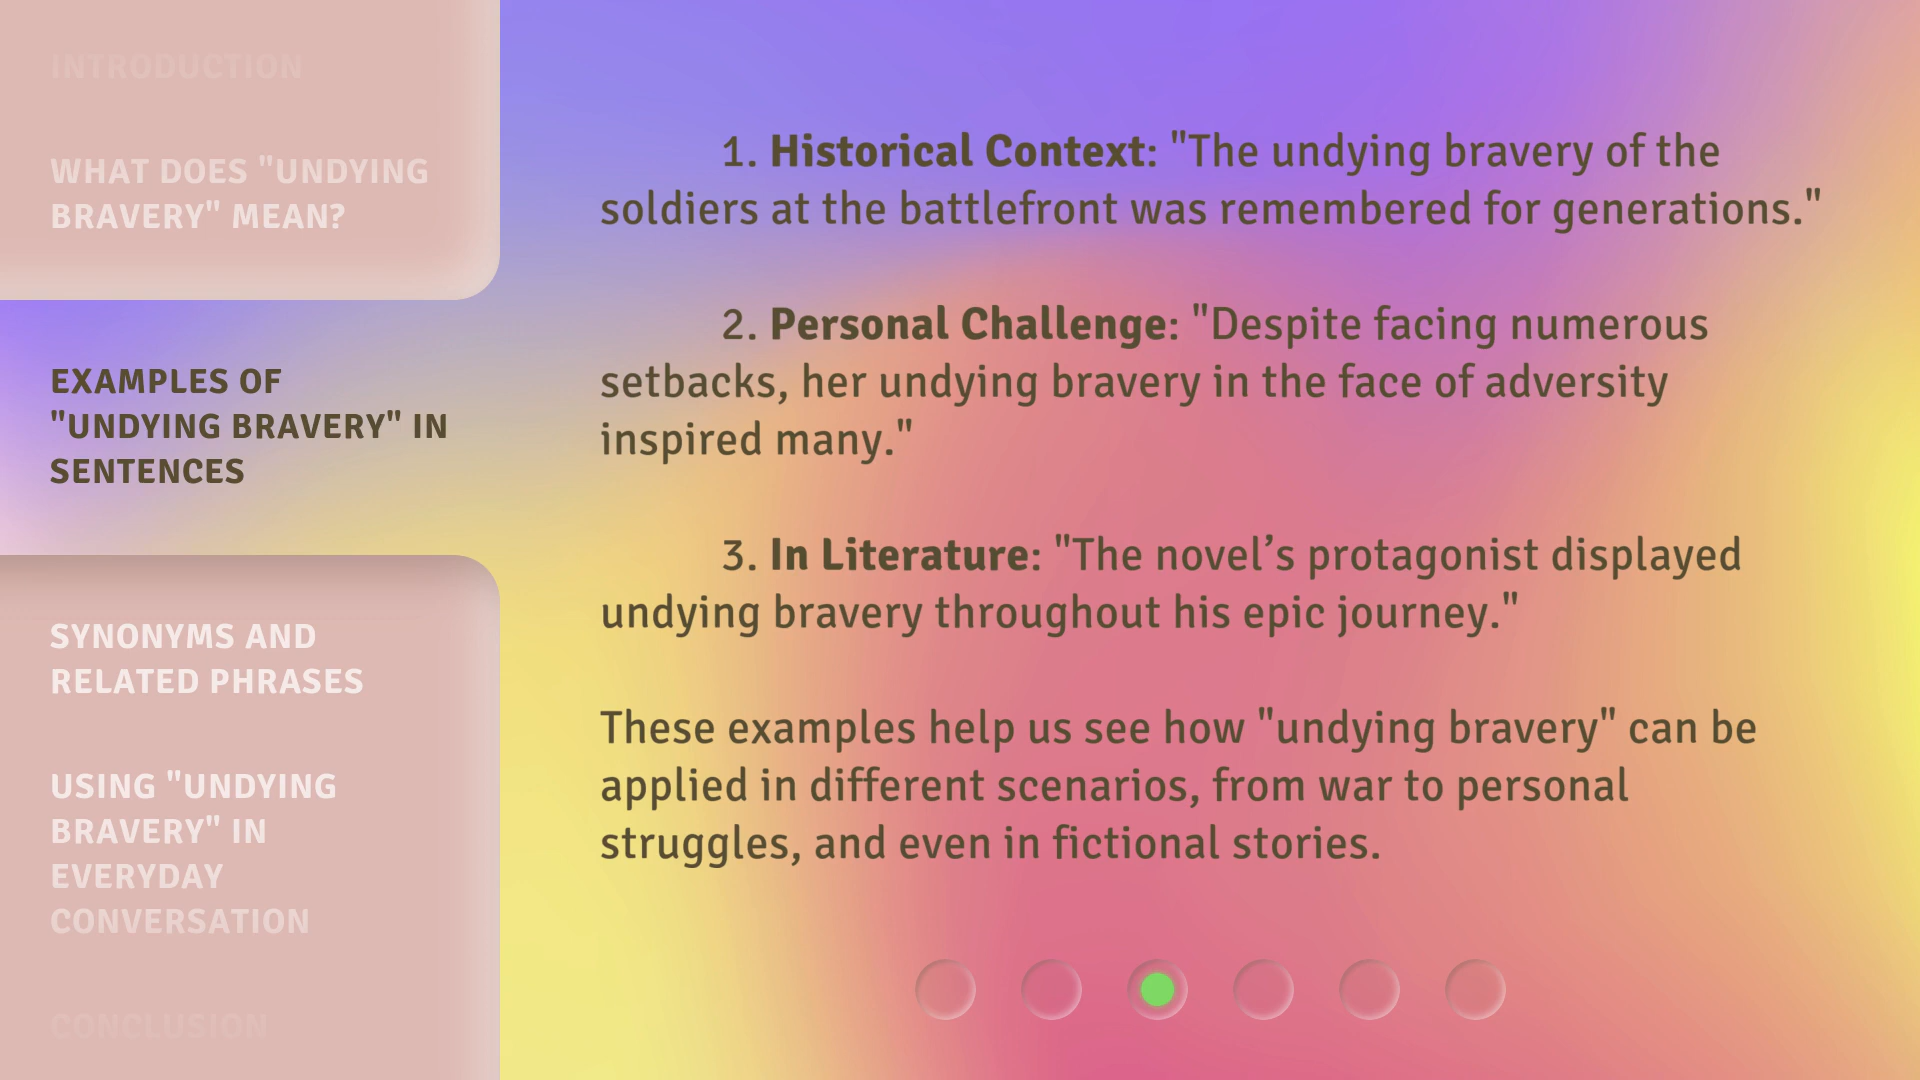 INTRODUCTION
WHAT DOES "UNDYING
BRAVERY" MEAN?
EXAMPLES OF
"UNDYING BRAVERY" IN
SENTENCES
SYNONYMS AND
RELATED PHRASES
USING "UNDYING
BRAVERY" IN
EVERYDAY
CONVERSATION
CONCLUSION
1. Historical Context: "The undying bravery of the
soldiers at the battlefront was remembered for generations."
2. Personal Challenge: "Despite facing numerous
setbacks, her undying bravery in the face of adversity
inspired many."
3. In Literature: "The novel’s protagonist displayed
undying bravery throughout his epic journey."
These examples help us see how "undying bravery" can be
applied in different scenarios, from war to personal
struggles, and even in fictional stories.